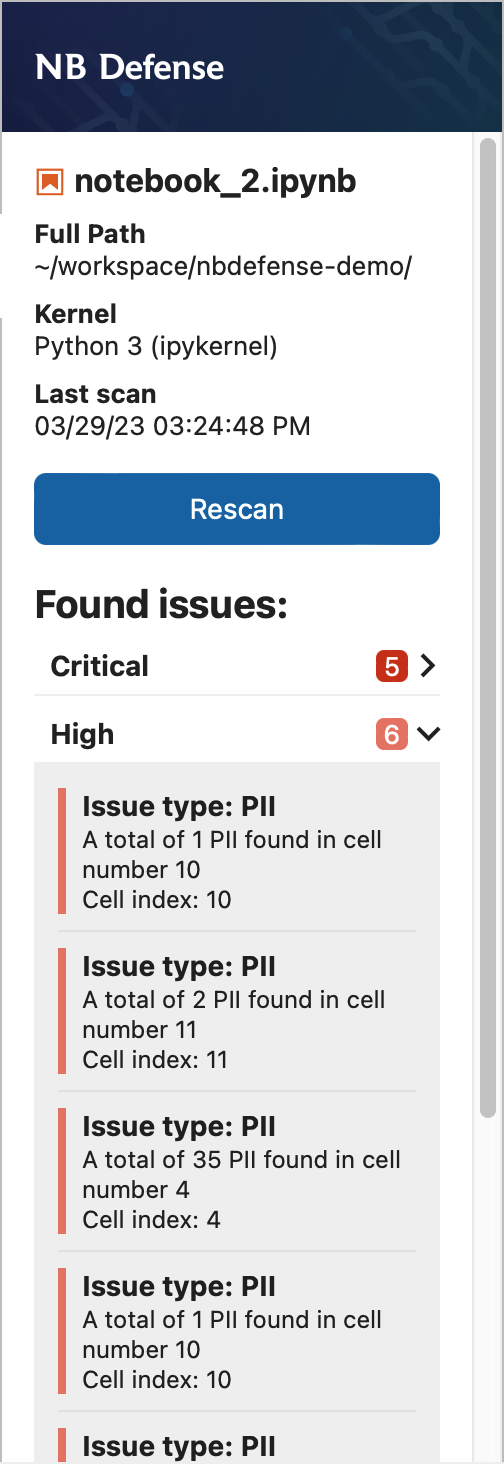 NB Defense
notebook_2.ipynb
Full Path
~/workspace/nbdefense-demo/
Kernel
Python 3 (ipykernel)
Last scan
03/29/23 03:24:48 PM
Rescan
Found issues:
Critical 5
High 6
Issue type: PII
A total of 1 PII found in cell
number 10
Cell index: 10
Issue type: PII
A total of 2 PII found in cell
number 11
Cell index: 11
Issue type: PII
A total of 35 PII found in cell
number 4
Cell index: 4
Issue type: PII
A total of 1 PII found in cell
number 10
Cell index: 10
Issue type: PII